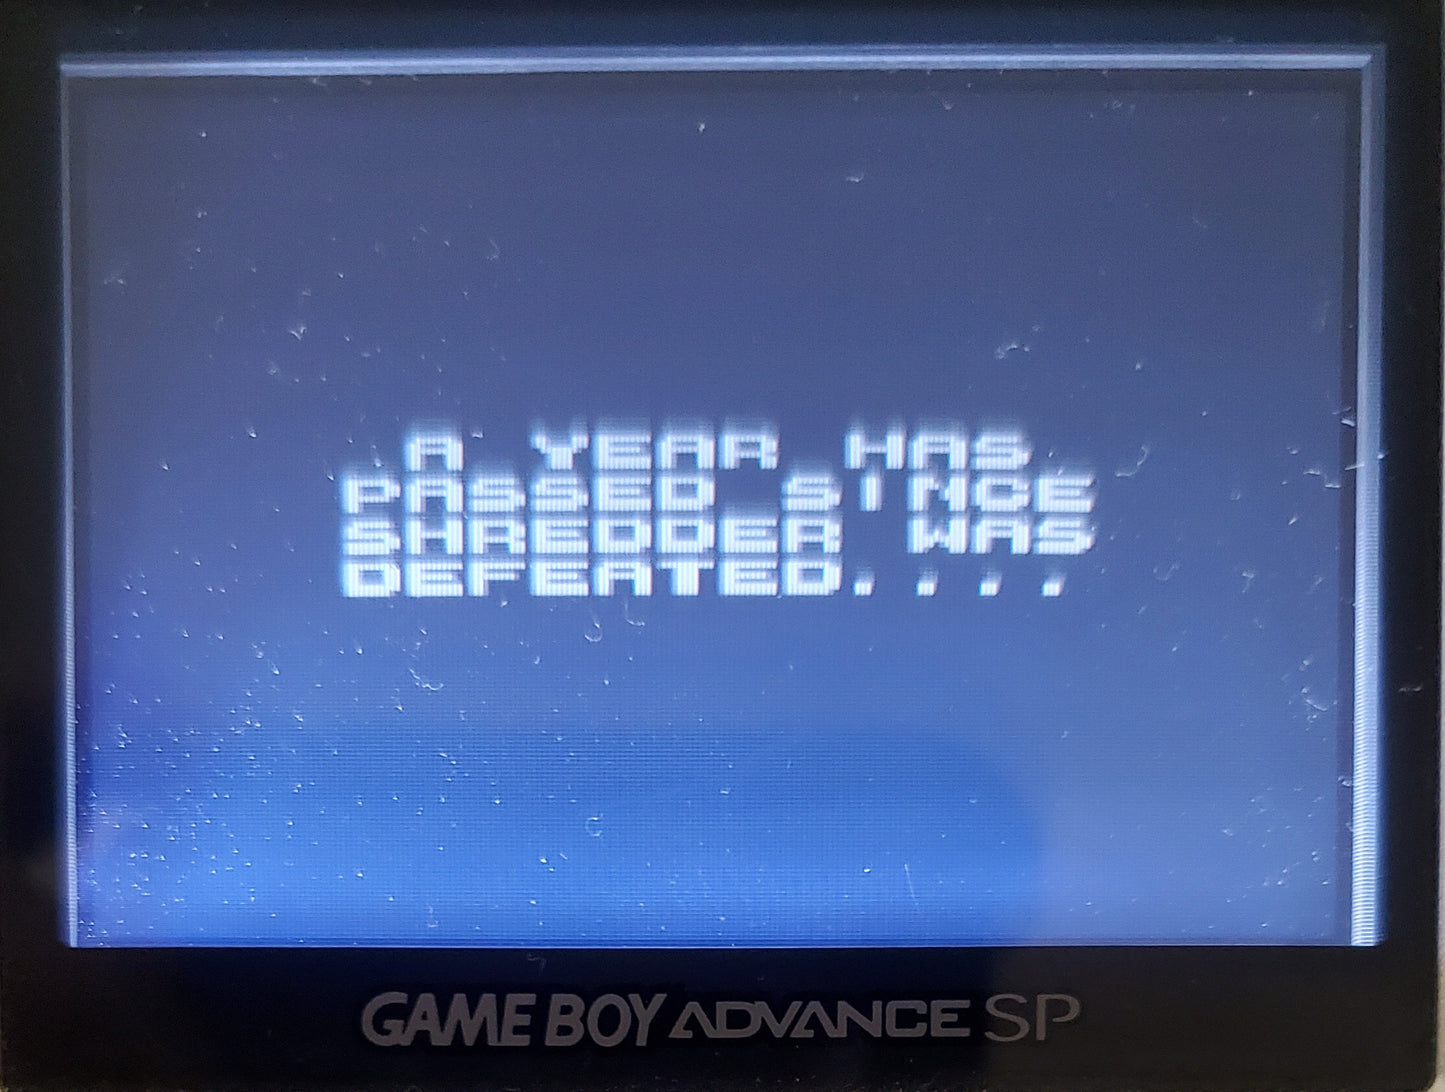 A YEAR HAS
PASSED SINCE
SHREDDER WAS
DEFEATED....
GAME BOY ADVANCE SP